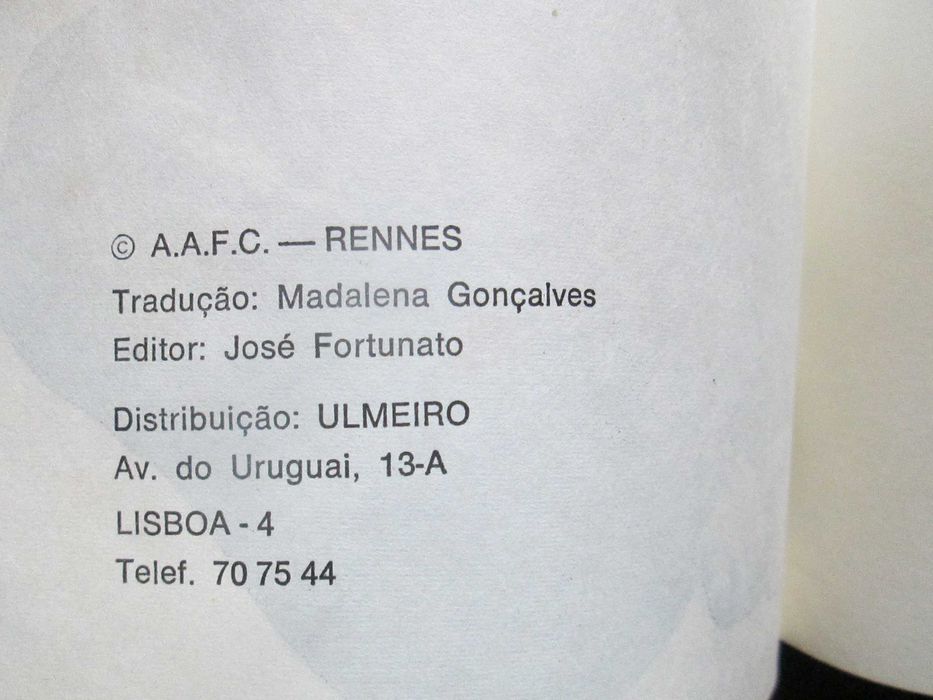 © A.A.F.C. — RENNES
Tradução: Madalena Gonçalves
Editor: José Fortunato
Distribuição: ULMEIRO
Av. do Uruguai, 13-A
LISBOA - 4
Telef. 70 75 44